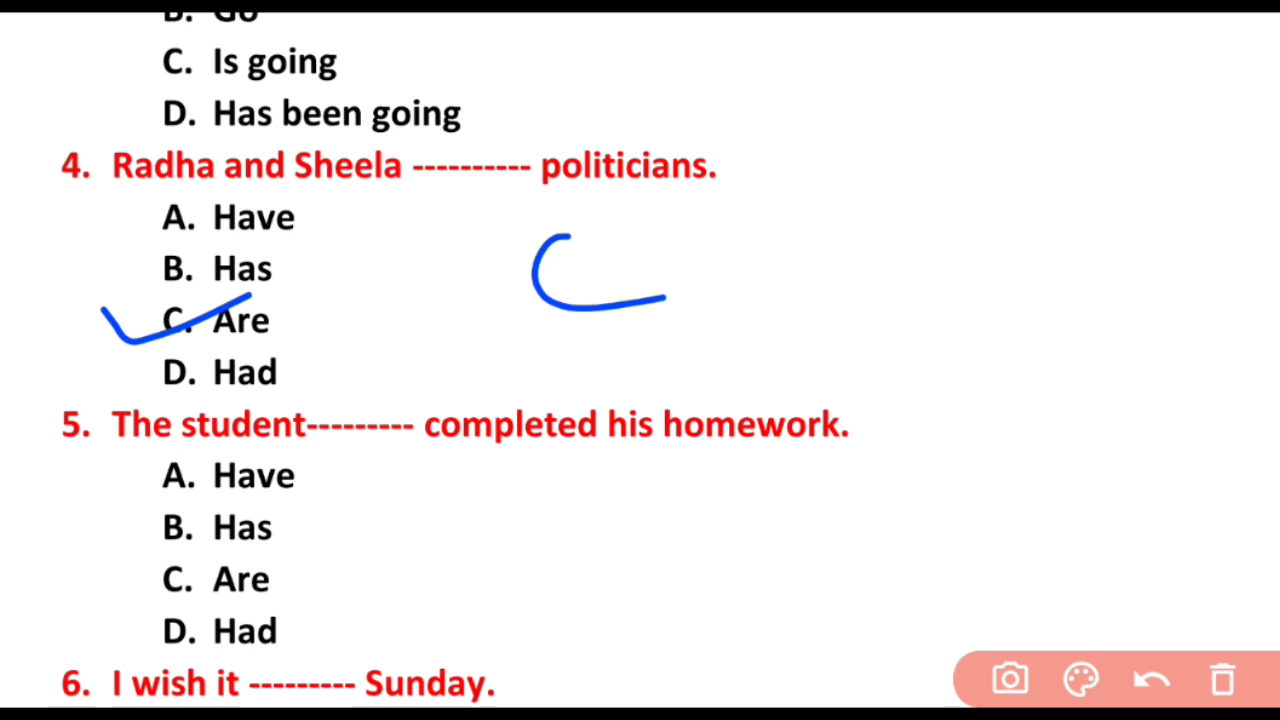 B. Go
C. Is going
D. Has been going
4. Radha and Sheela ---------- politicians.
A. Have
B. Has
C. Are
D. Had
5. The student--------- completed his homework.
A. Have
B. Has
C. Are
D. Had
6. I wish it --------- Sunday.